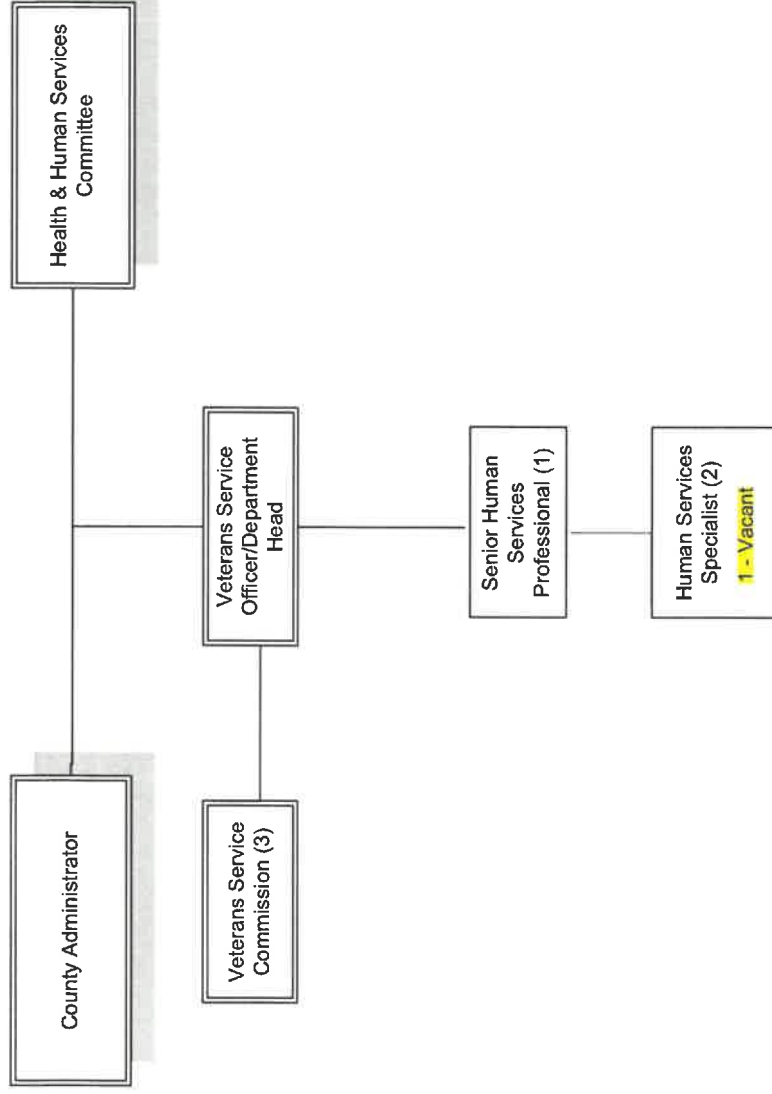 County Administrator
Health & Human Services
Committee
Veterans Service
Commission (3)
Veterans Service
Officer/Department
Head
Senior Human
Services
Professional (1)
Human Services
Specialist (2)
1 - Vacant